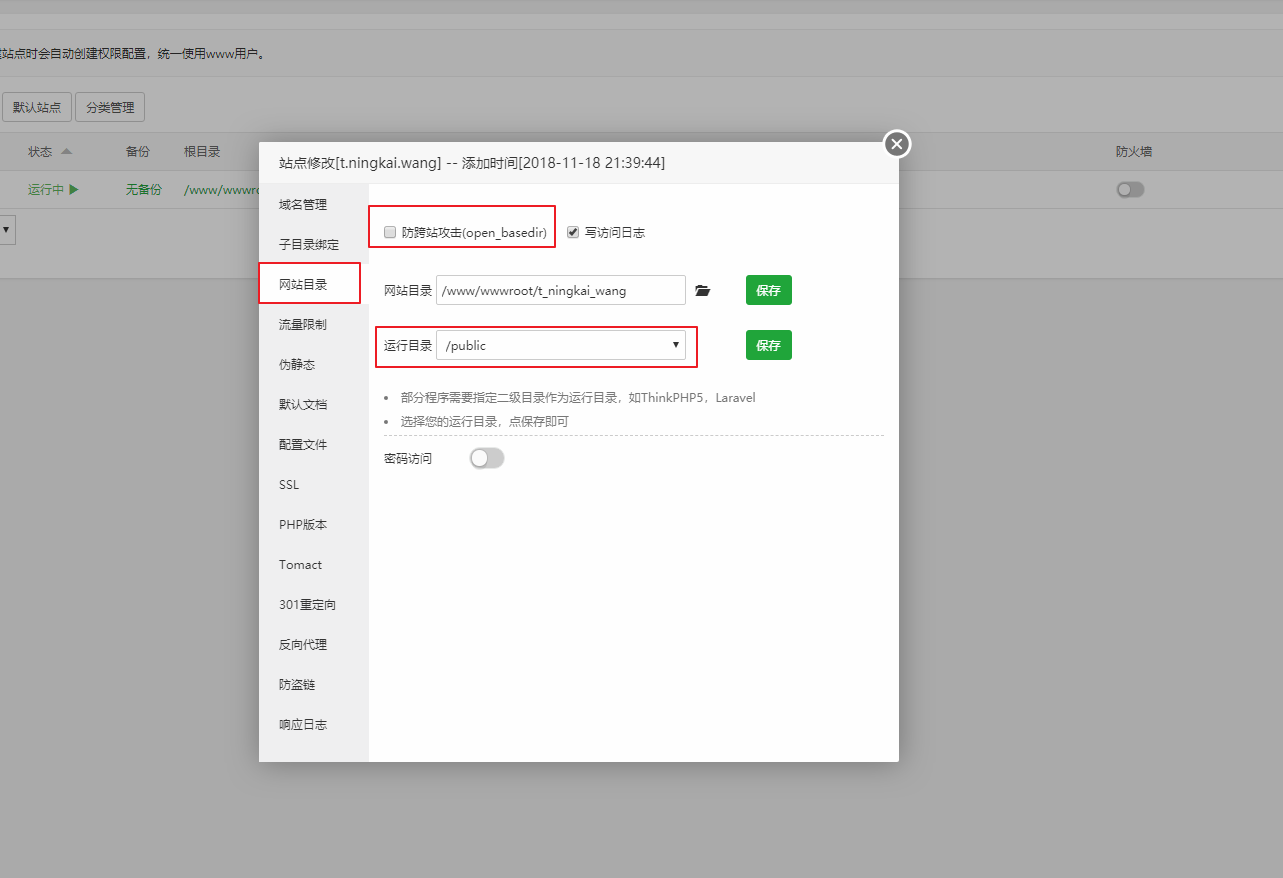 站点时会自动创建权限配置，统一使用www用户。
默认站点 分类管理
状态 备份 根目录 防火墙
运行中 无备份 /www/wwwro
站点修改[t.ningkai.wang] -- 添加时间[2018-11-18 21:39:44]
域名管理
子目录绑定
网站目录
流量限制
伪静态
默认文档
配置文件
SSL
PHP版本
Tomact
301重定向
反向代理
防盗链
响应日志
防跨站攻击(open_basedir) 写访问日志
网站目录 /www/wwwroot/t_ningkai_wang 保存
运行目录 /public 保存
部分程序需要指定二级目录作为运行目录，如ThinkPHP5，Laravel
选择您的运行目录，点保存即可
密码访问